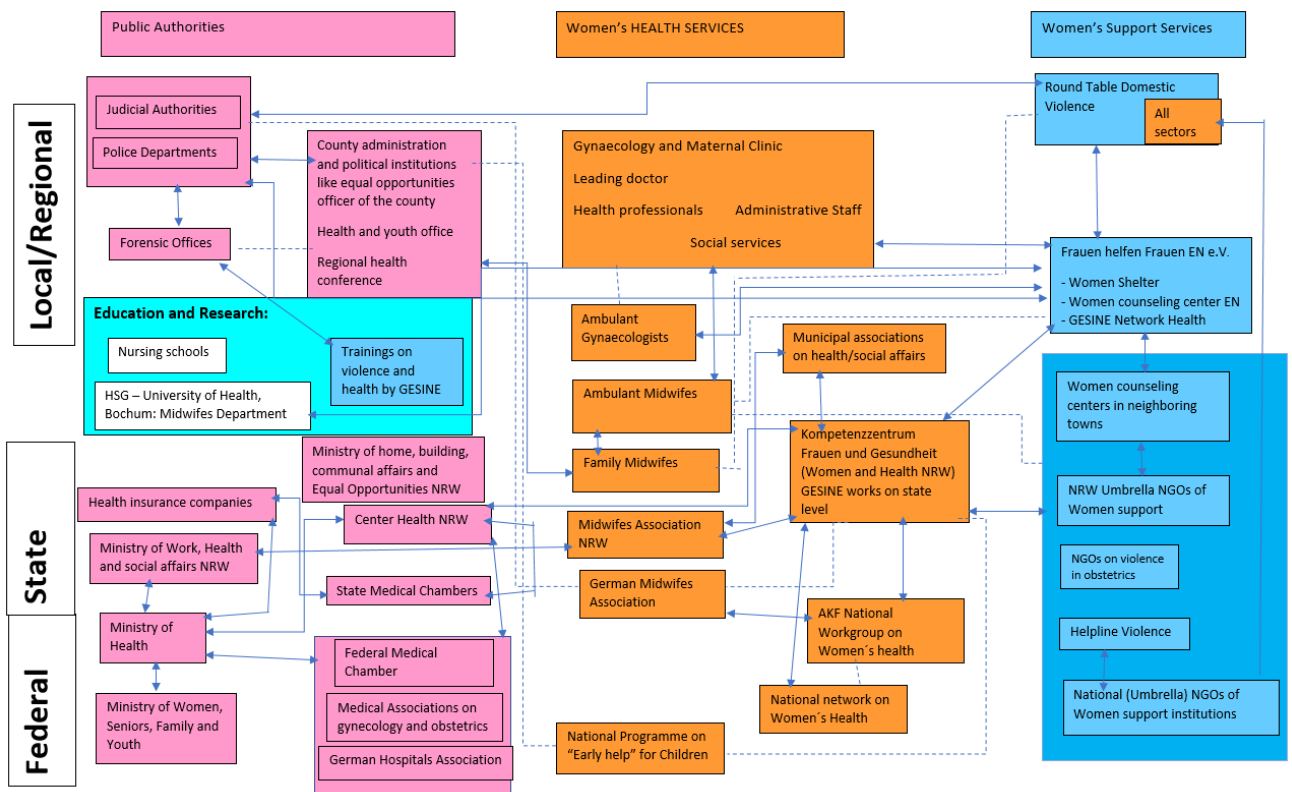 Public Authorities
Women's HEALTH SERVICES
Women's Support Services
Local/Regional
Judicial Authorities
Police Departments
Forensic Offices
County administration
and political institutions
like equal opportunities
officer of the county
Health and youth office
Regional health
conference
Gynaecology and Maternal Clinic
Leading doctor
Health professionals
Administrative Staff
Social services
Round Table Domestic
Violence
All
sectors
Frauen helfen Frauen EN e.V.
- Women Shelter
- Women counseling center EN
- GESINE Network Health
Education and Research:
Nursing schools
HSG – University of Health,
Bochum: Midwifes Department
Trainings on
violence and
health by GESINE
Ambulant
Gynaecologists
Municipal associations
on health/social affairs
Ambulant Midwifes
Family Midwifes
Women counseling
centers in neighboring
towns
State
Ministry of home, building,
communal affairs and
Equal Opportunities NRW
Health insurance companies
Center Health NRW
Ministry of Work, Health
and social affairs NRW
State Medical Chambers
Midwifes Association
NRW
German Midwifes
Association
Kompetenzzentrum
Frauen und Gesundheit
(Women and Health NRW)
GESINE works on state
level
NRW Umbrella NGOs of
Women support
NGOs on violence
in obstetrics
Federal
Ministry of
Health
Ministry of Women,
Seniors, Family and
Youth
Federal Medical
Chamber
Medical Associations on
gynecology and obstetrics
German Hospitals Association
AKF National
Workgroup on
Women´s health
National network on
Women´s Health
National Programme on
“Early help” for Children
Helpline Violence
National (Umbrella) NGOs of
Women support institutions